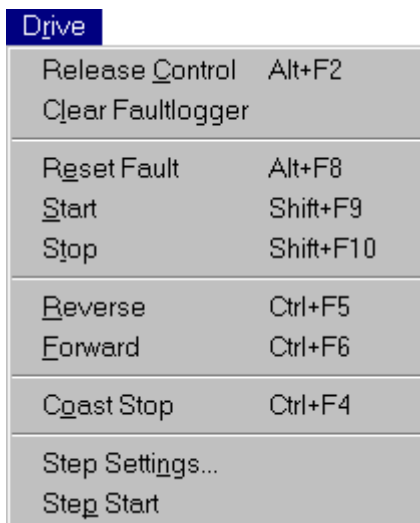 Drive
Release Control Alt+F2
Clear Faultlogger
Reset Fault Alt+F8
Start Shift+F9
Stop Shift+F10
Reverse Ctrl+F5
Forward Ctrl+F6
Coast Stop Ctrl+F4
Step Settings...
Step Start